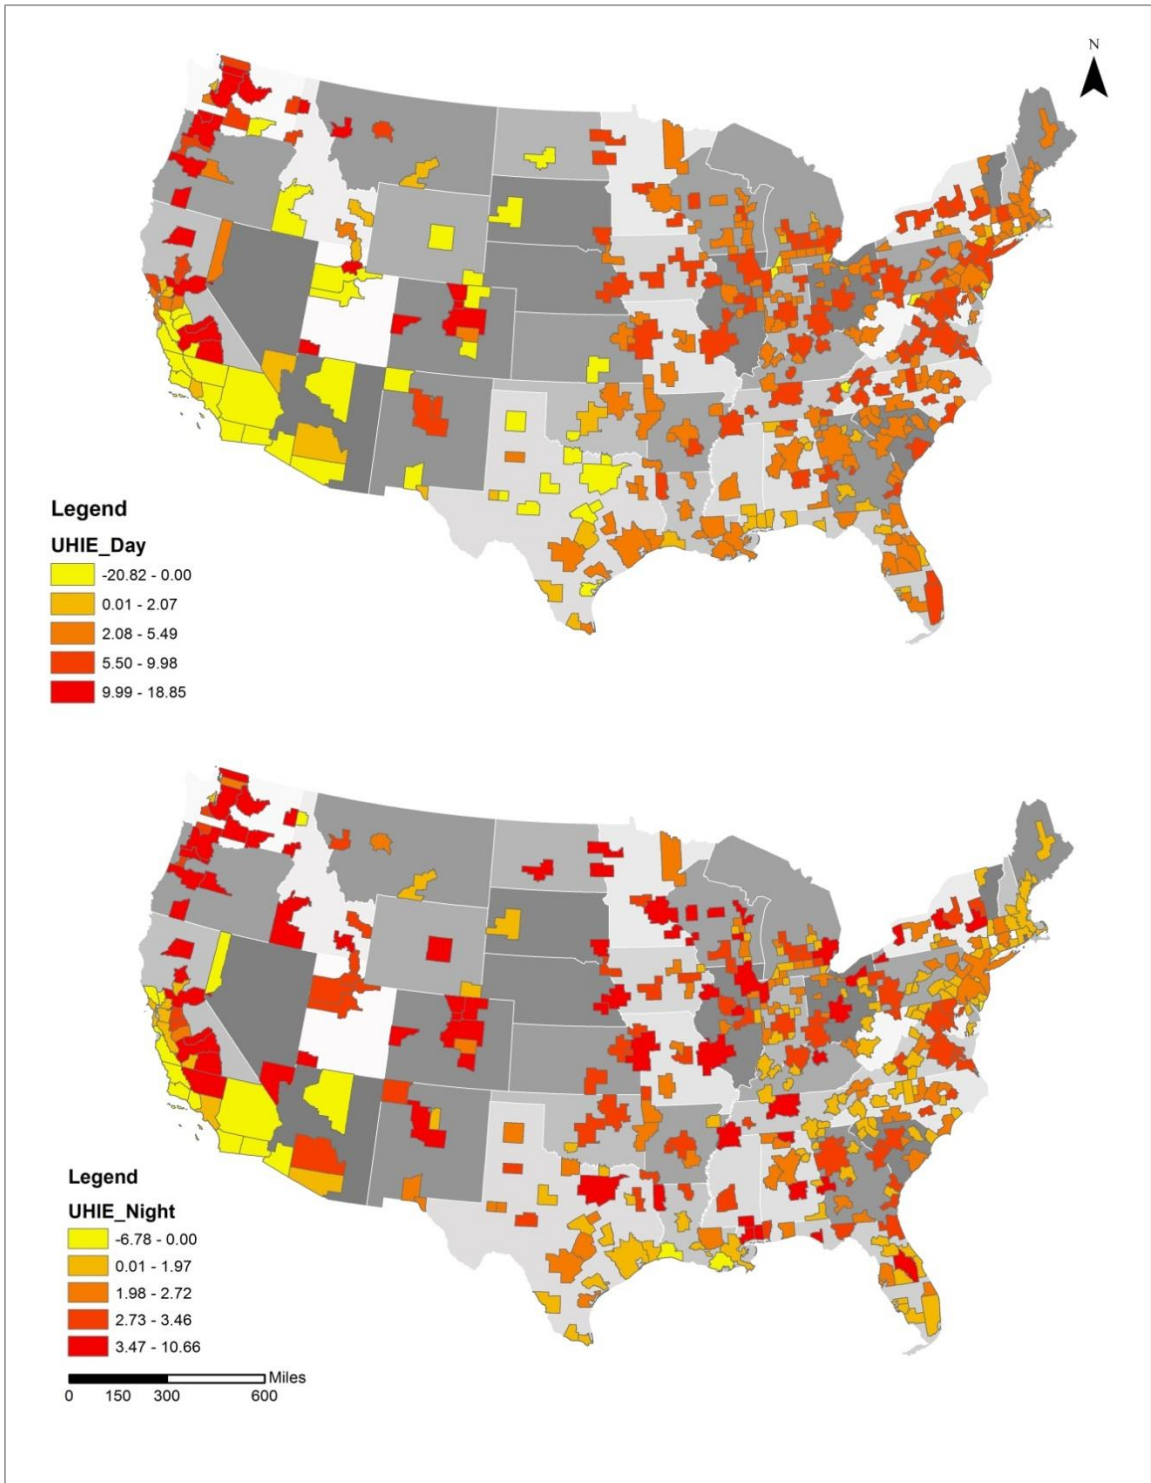 N
Legend
UHIE_Day
-20.82 - 0.00
0.01 - 2.07
2.08 - 5.49
5.50 - 9.98
9.99 - 18.85
Legend
UHIE_Night
-6.78 - 0.00
0.01 - 1.97
1.98 - 2.72
2.73 - 3.46
3.47 - 10.66
Miles
0 150 300 600